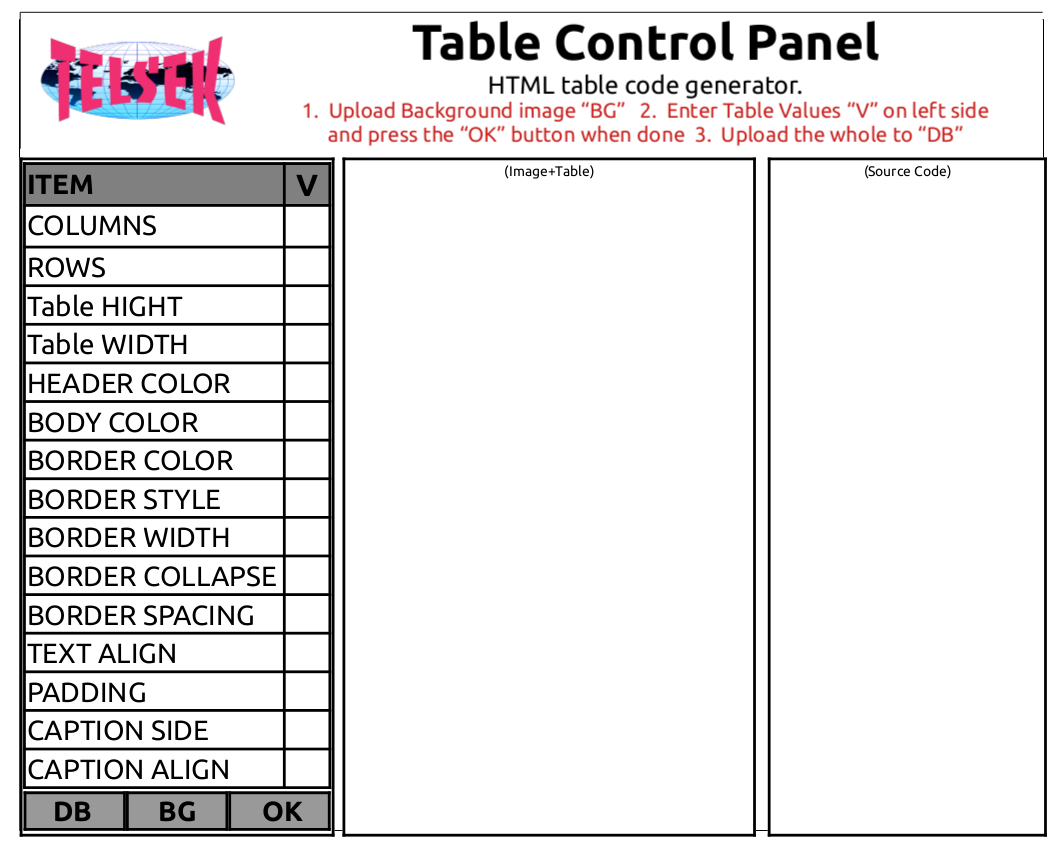 TELSEK
Table Control Panel
HTML table code generator.
1. Upload Background image “BG” 2. Enter Table Values “V” on left side
and press the “OK” button when done 3. Upload the whole to “DB”
ITEM V
COLUMNS
ROWS
Table HIGHT
Table WIDTH
HEADER COLOR
BODY COLOR
BORDER COLOR
BORDER STYLE
BORDER WIDTH
BORDER COLLAPSE
BORDER SPACING
TEXT ALIGN
PADDING
CAPTION SIDE
CAPTION ALIGN
DB BG OK
(Image+Table)
(Source Code)